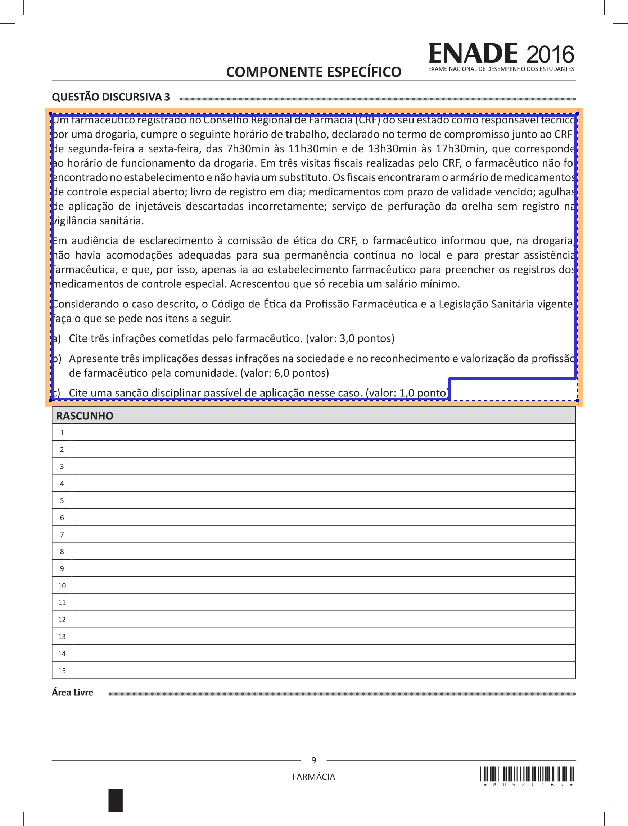 ENADE 2016
EXAME NACIONAL DE DESEMPENHO DOS ESTUDANTES
COMPONENTE ESPECÍFICO
QUESTÃO DISCURSIVA 3
Um farmacêutico registrado no Conselho Regional de Farmácia (CRF) do seu estado como responsável técnico
por uma drogaria, cumpre o seguinte horário de trabalho, declarado no termo de compromisso junto ao CRF:
de segunda-feira a sexta-feira, das 7h30min às 11h30min e de 13h30min às 17h30min, que corresponde
ao horário de funcionamento da drogaria. Em três visitas fiscais realizadas pelo CRF, o farmacêutico não foi
encontrado no estabelecimento e não havia um substituto. Os fiscais encontraram o armário de medicamentos
de controle especial aberto; livro de registro em dia; medicamentos com prazo de validade vencido; agulhas
de aplicação de injetáveis descartadas incorretamente; serviço de perfuração da orelha sem registro na
vigilância sanitária.
Em audiência de esclarecimento à comissão de ética do CRF, o farmacêutico informou que, na drogaria,
não havia acomodações adequadas para sua permanência contínua no local e para prestar assistência
farmacêutica, e que, por isso, apenas ia ao estabelecimento farmacêutico para preencher os registros dos
medicamentos de controle especial. Acrescentou que só recebia um salário mínimo.
Considerando o caso descrito, o Código de Ética da Profissão Farmacêutica e a Legislação Sanitária vigente,
faça o que se pede nos itens a seguir.
a) Cite três infrações cometidas pelo farmacêutico. (valor: 3,0 pontos)
b) Apresente três implicações dessas infrações na sociedade e no reconhecimento e valorização da profissão
de farmacêutico pela comunidade. (valor: 6,0 pontos)
c) Cite uma sanção disciplinar passível de aplicação nesse caso. (valor: 1,0 ponto)
RASCUNHO
1
2
3
4
5
6
7
8
9
10
11
12
13
14
15
Área Livre
9
FARMÁCIA